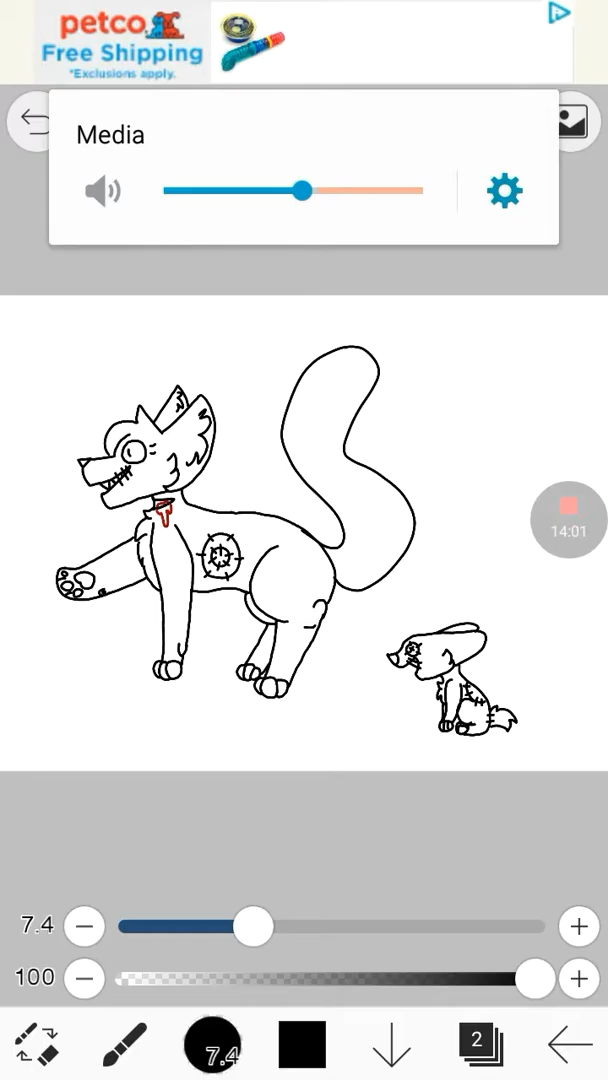 petco
Free Shipping
*Exclusions apply.
Media
14:01
7.4
100
7.4
2